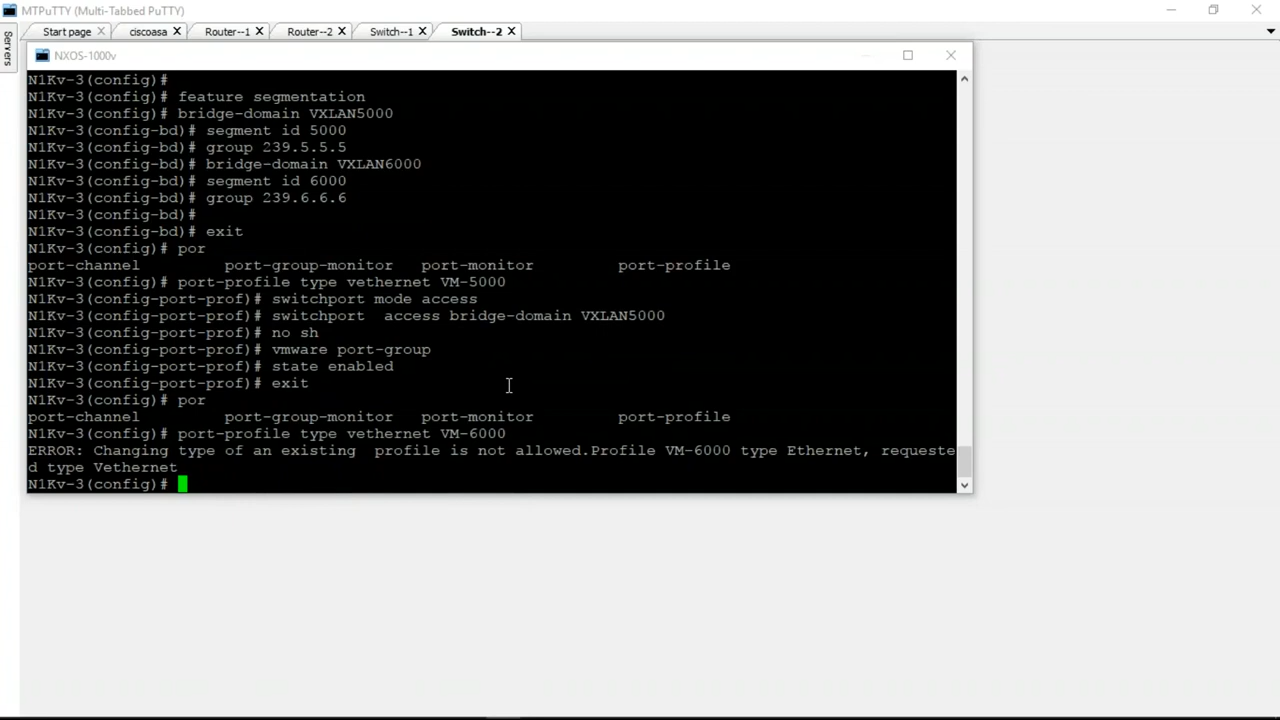 MTPuTTY (Multi-Tabbed PuTTY)
Servers
Start page
ciscoasa
Router--1
Router--2
Switch--1
Switch--2
NXOS-1000v
N1Kv-3(config)#
N1Kv-3(config)# feature segmentation
N1Kv-3(config)# bridge-domain VXLAN5000
N1Kv-3(config-bd)# segment id 5000
N1Kv-3(config-bd)# group 239.5.5.5
N1Kv-3(config-bd)# bridge-domain VXLAN6000
N1Kv-3(config-bd)# segment id 6000
N1Kv-3(config-bd)# group 239.6.6.6
N1Kv-3(config-bd)#
N1Kv-3(config-bd)# exit
N1Kv-3(config)# por
port-channel port-group-monitor port-monitor port-profile
N1Kv-3(config)# port-profile type vethernet VM-5000
N1Kv-3(config-port-prof)# switchport mode access
N1Kv-3(config-port-prof)# switchport  access bridge-domain VXLAN5000
N1Kv-3(config-port-prof)# no sh
N1Kv-3(config-port-prof)# vmware port-group
N1Kv-3(config-port-prof)# state enabled
N1Kv-3(config-port-prof)# exit
N1Kv-3(config)# por
port-channel port-group-monitor port-monitor port-profile
N1Kv-3(config)# port-profile type vethernet VM-6000
ERROR: Changing type of an existing  profile is not allowed.Profile VM-6000 type Ethernet, requeste
d type Vethernet
N1Kv-3(config)#